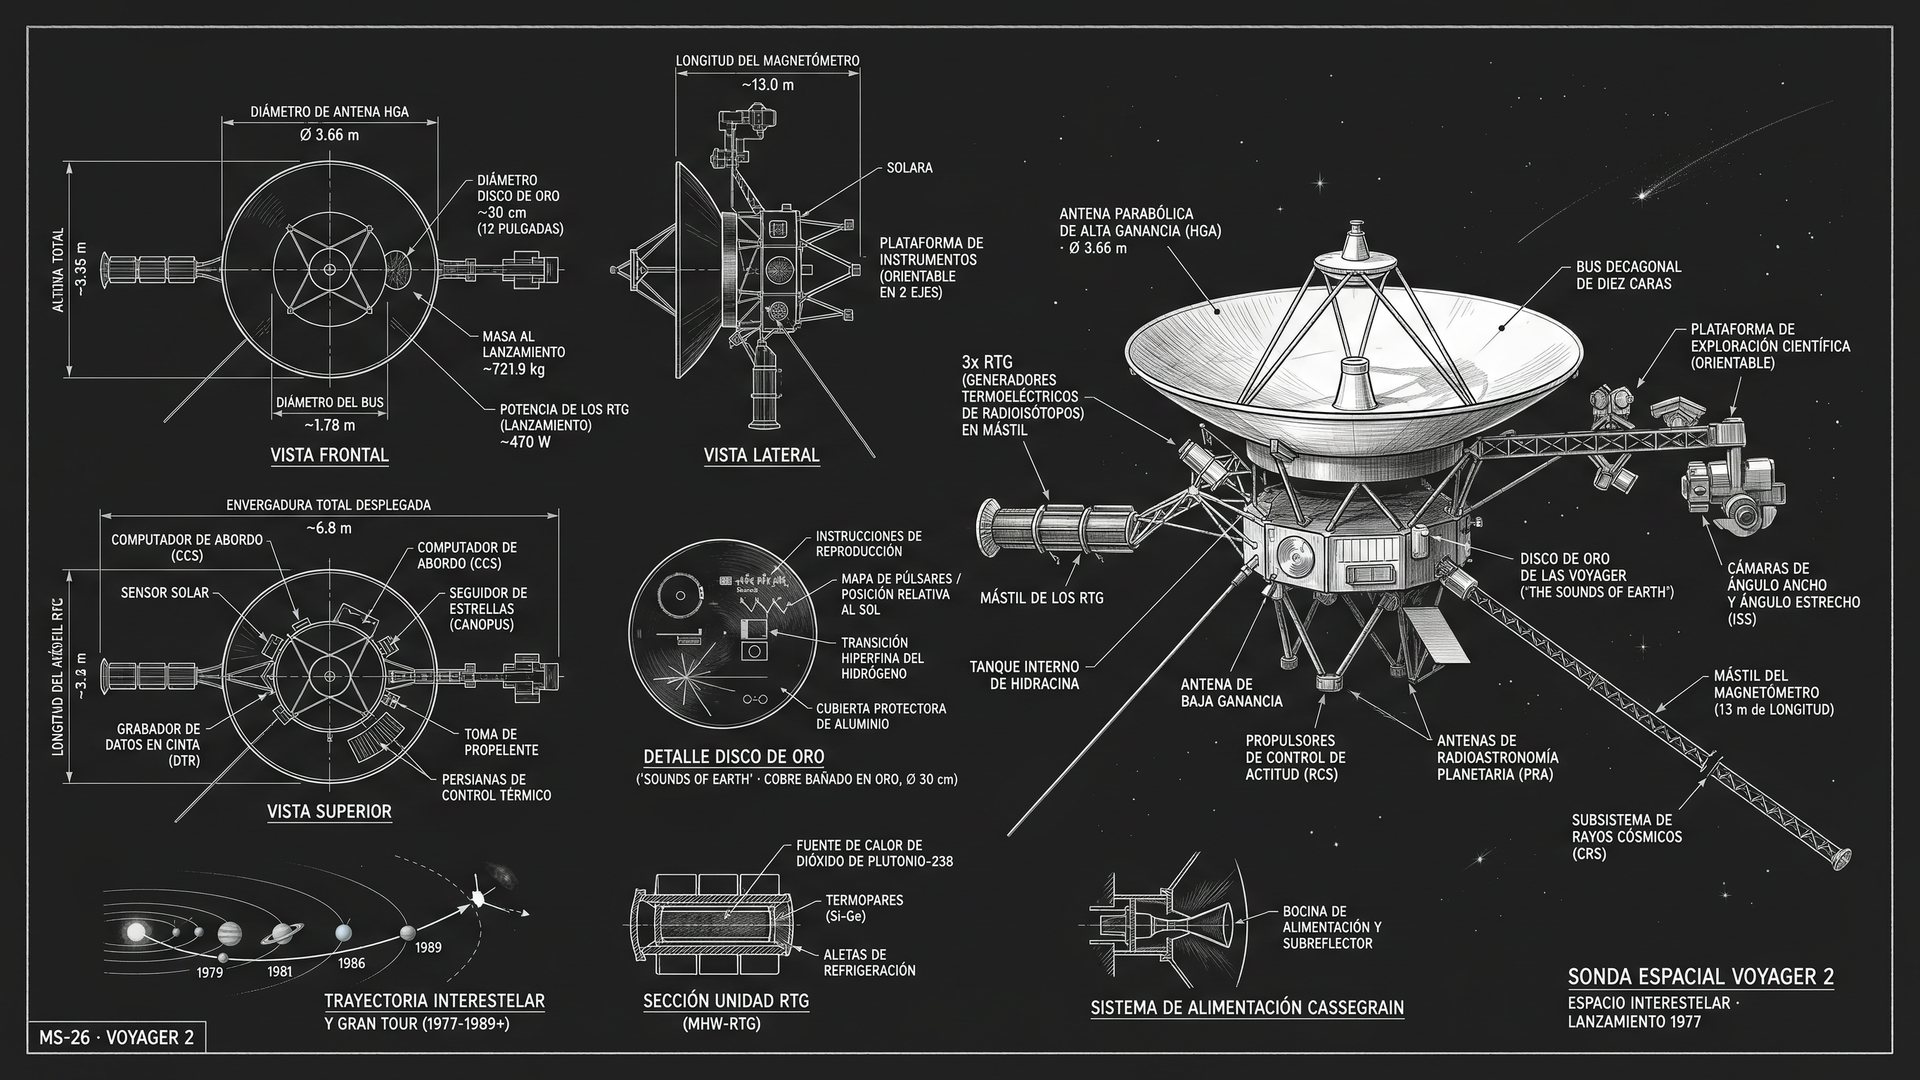 LONGITUD DEL MAGNETÓMETRO
~13.0 m
DIÁMETRO DE ANTENA HGA
Ø 3.66 m
TOTAL
~3.35 m
DIÁMETRO
DISCO DE ORO
~30 cm
(12 PULGADAS)
MASA AL
LANZAMIENTO
~721.9 kg
DIÁMETRO DEL BUS
~1.78 m
POTENCIA DE LOS RTG
(LANZAMIENTO)
~470 W
VISTA FRONTAL
SOLARA
PLATAFORMA DE
INSTRUMENTOS
(ORIENTABLE
EN 2 EJES)
VISTA LATERAL
ANTENA PARABÓLICA
DE ALTA GANANCIA (HGA)
· Ø 3.66 m
BUS DECAGONAL
DE DIEZ CARAS
PLATAFORMA DE
EXPLORACIÓN CIENTÍFICA
(ORIENTABLE)
3x RTG
(GENERADORES
TERMOELÉCTRICOS
DE RADIOISÓTOPOS)
EN MÁSTIL
MÁSTIL DE LOS RTG
TANQUE INTERNO
DE HIDRACINA
ANTENA DE
BAJA GANANCIA
PROPULSORES
DE CONTROL DE
ACTITUD (RCS)
ANTENAS DE
RADIOASTRONOMÍA
PLANETARIA (PRA)
DISCO DE ORO
DE LAS VOYAGER
("THE SOUNDS OF EARTH")
CÁMARAS DE
ÁNGULO ANCHO
Y ÁNGULO ESTRECHO
(ISS)
MÁSTIL DEL
MAGNETÓMETRO
(13 m de LONGITUD)
SUBSISTEMA DE
RAYOS CÓSMICOS
(CRS)
ENVERGADURA TOTAL DESPLEGADA
~6.8 m
COMPUTADOR DE ABORDO
(CCS)
COMPUTADOR DE
ABORDO (CCS)
SENSOR SOLAR
SEGUIDOR DE
ESTRELLAS
(CANOPUS)
LONGITUD DEL
GRABADOR DE
DATOS EN CINTA
(DTR)
TOMA DE
PROPELENTE
PERSIANAS DE
CONTROL TÉRMICO
VISTA SUPERIOR
INSTRUCCIONES DE
REPRODUCCIÓN
MAPA DE PÚLSARES /
POSICIÓN RELATIVA
AL SOL
TRANSICIÓN
HIPERFINA DEL
HIDRÓGENO
CUBIERTA PROTECTORA
DE ALUMINIO
DETALLE DISCO DE ORO
('SOUNDS OF EARTH' · COBRE BAÑADO EN ORO, Ø 30 cm)
1979
1981
1986
1989
TRAYECTORIA INTERESTELAR
Y GRAN TOUR (1977-1989+)
FUENTE DE CALOR DE
DIÓXIDO DE PLUTONIO-238
TERMOPARES
(Si-Ge)
ALETAS DE
REFRIGERACIÓN
SECCIÓN UNIDAD RTG
(MHW-RTG)
BOCINA DE
ALIMENTACIÓN Y
SUBREFLECTOR
SISTEMA DE ALIMENTACIÓN CASSEGRAIN
SONDA ESPACIAL VOYAGER 2
ESPACIO INTERESTELAR ·
LANZAMIENTO 1977
MS-26 · VOYAGER 2